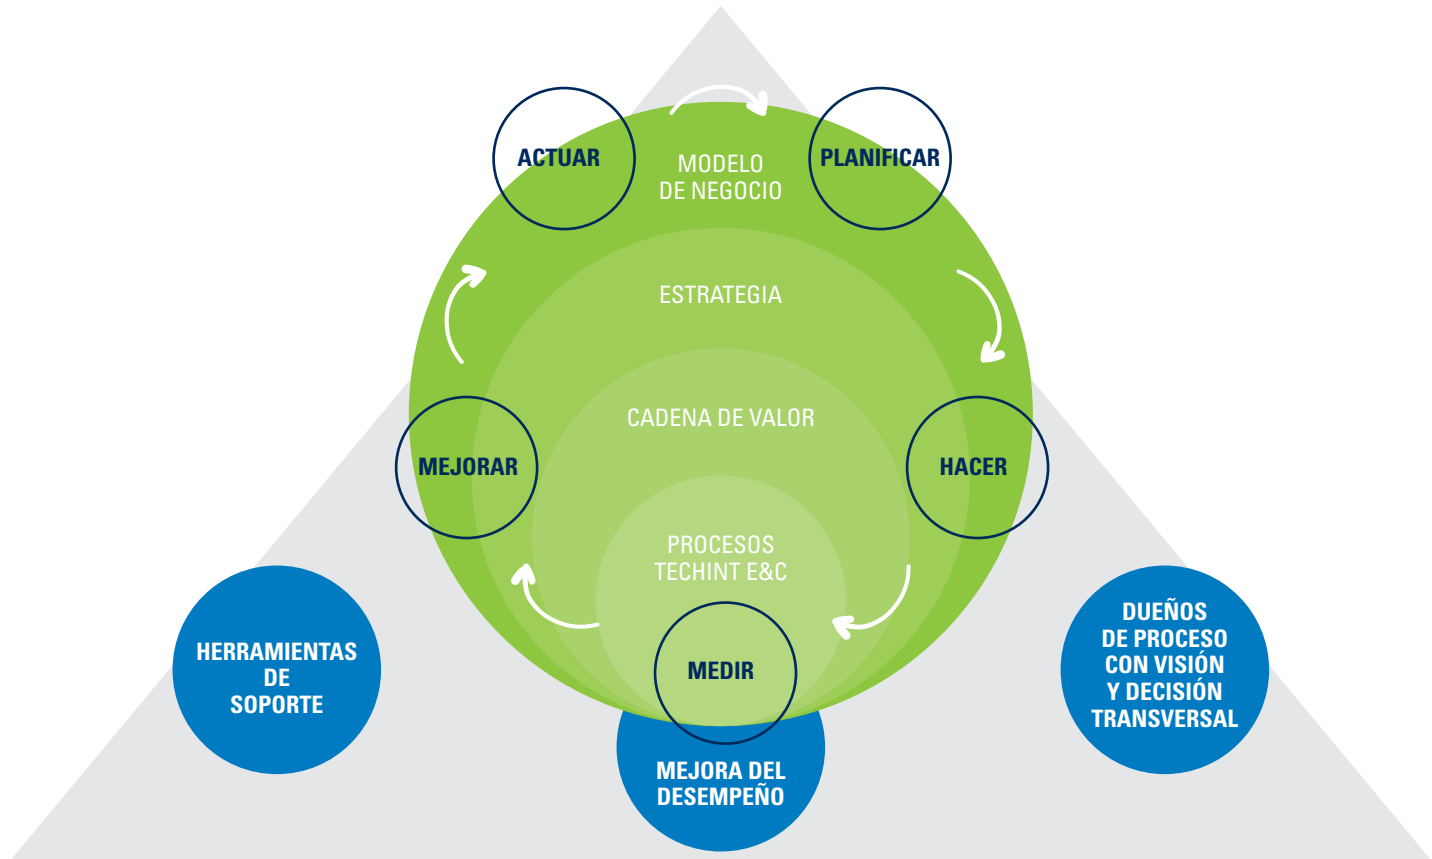 ACTUAR
MODELO
DE NEGOCIO
PLANIFICAR
ESTRATEGIA
CADENA DE VALOR
MEJORAR
HACER
PROCESOS
TECHINT E&C
MEDIR
HERRAMIENTAS
DE
SOPORTE
DUEÑOS
DE PROCESO
CON VISIÓN
Y DECISIÓN
TRANSVERSAL
MEJORA DEL
DESEMPEÑO